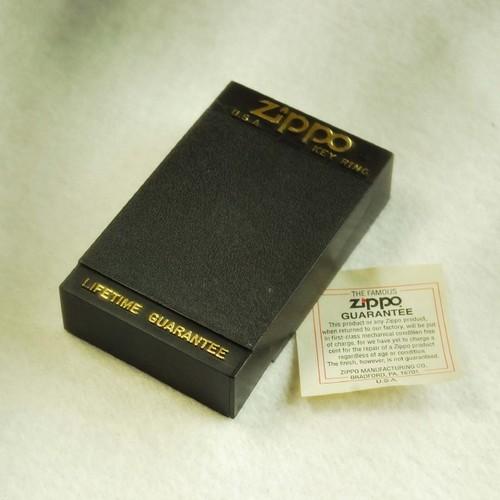 Zippo
U.S.A.
KEY RING
LIFETIME GUARANTEE
THE FAMOUS
Zippo
GUARANTEE
This product or any Zippo product,
when returned to our factory, will be put
in first-class mechanical condition free
of charge, for we have yet to charge a
cent for the repair of a Zippo product
regardless of age or condition.
The finish, however, is not guaranteed.
ZIPPO MANUFACTURING CO.
BRADFORD, PA. 16701
U.S.A.